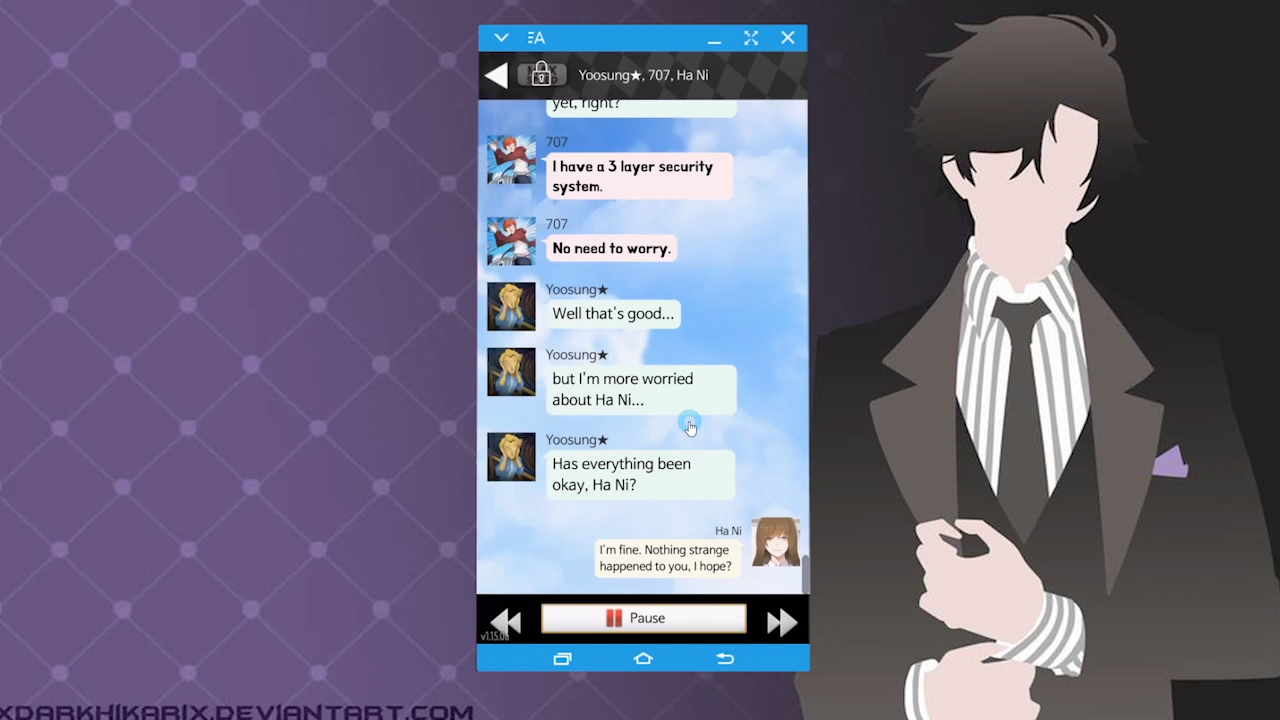 Yoosung★, 707, Ha Ni
yet, right?
707
I have a 3 layer security
system.
707
No need to worry.
Yoosung★
Well that's good...
Yoosung★
but I'm more worried
about Ha Ni...
Yoosung★
Has everything been
okay, Ha Ni?
Ha Ni
I'm fine. Nothing strange
happened to you, I hope?
Pause
XDARKHIKARIX.DEVIANTART.COM